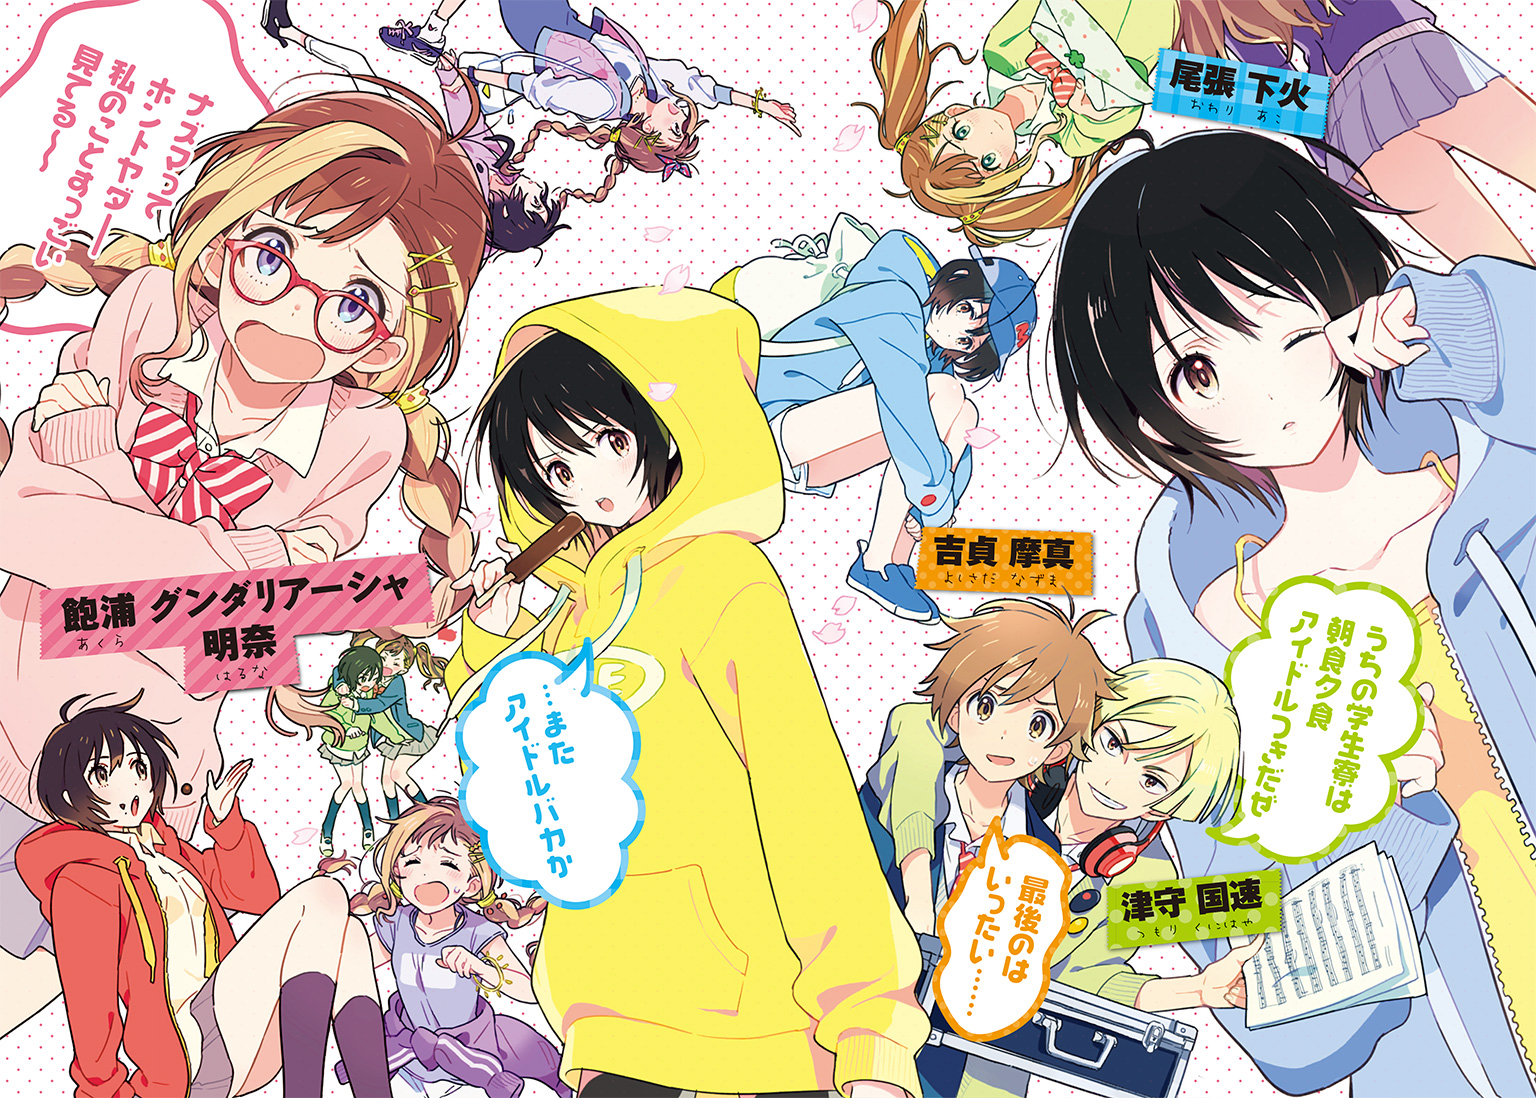 ナズマって
ホントヤダー
私のことすっごい
見てる〜〜
尾張 下火
おわり あこ
吉貞 摩真
よしさだ なずま
飽浦 グンダリアーシャ
あくら
明奈
はるな
…また
アイドルバカか
うちの学生寮は
朝食夕食
アイドルつきだぜ
最後のは
いったい……
津守 国速
つもり くにはや